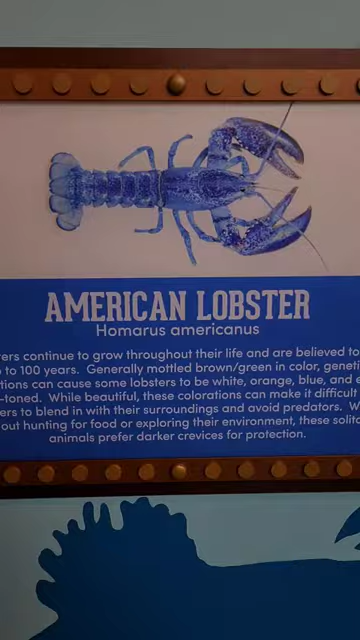 AMERICAN LOBSTER
Homarus americanus
ers continue to grow throughout their life and are believed to
to 100 years. Generally mottled brown/green in color, geneti
tions can cause some lobsters to be white, orange, blue, and e
-toned. While beautiful, these colorations can make it difficult
ers to blend in with their surroundings and avoid predators. W
out hunting for food or exploring their environment, these solita
animals prefer darker crevices for protection.